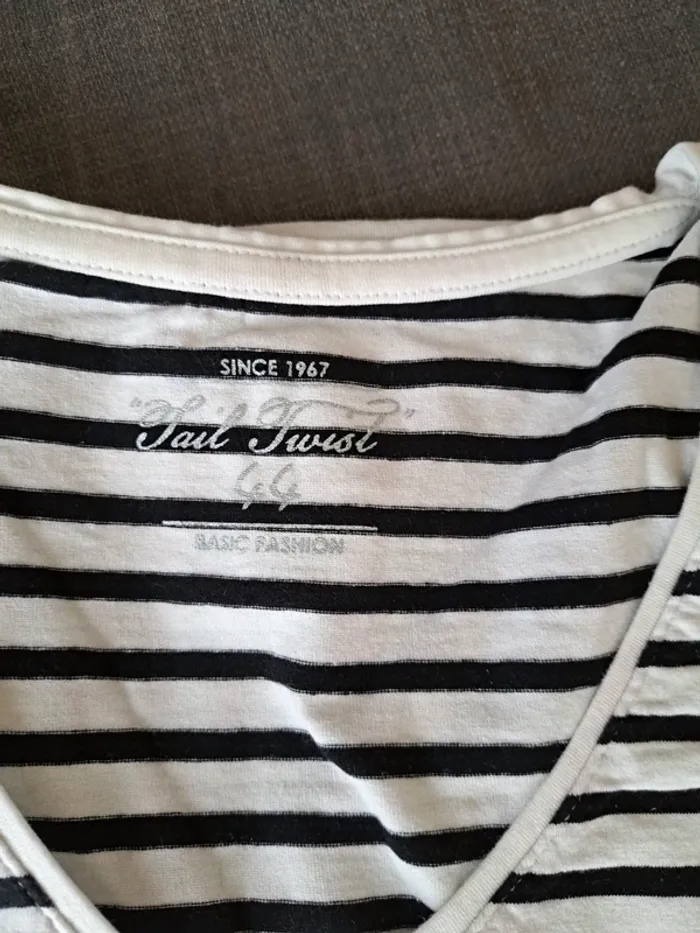 SINCE 1967
"Tail Twist"
44
BASIC FASHION